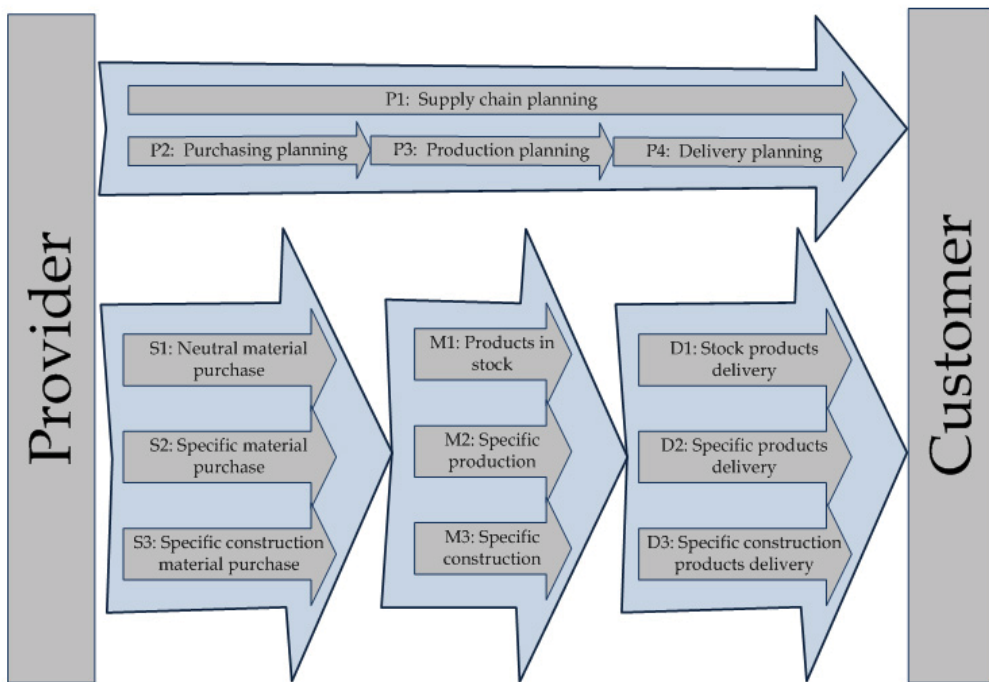 Provider
P1: Supply chain planning
P2: Purchasing planning
P3: Production planning
P4: Delivery planning
S1: Neutral material
purchase
S2: Specific material
purchase
S3: Specific construction
material purchase
M1: Products in
stock
M2: Specific
production
M3: Specific
construction
D1: Stock products
delivery
D2: Specific products
delivery
D3: Specific construction
products delivery
Customer